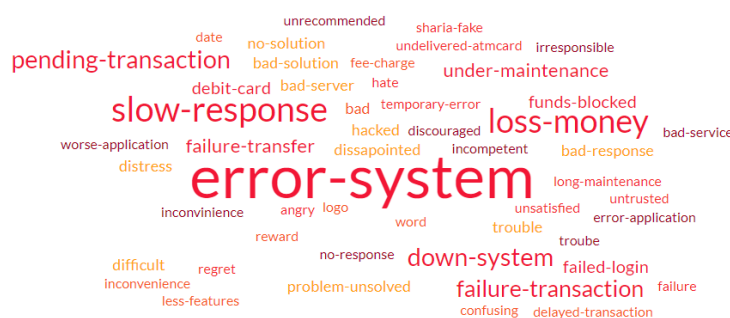 unrecommended
sharia-fake
date
no-solution
undelivered-atmcard
irresponsible
pending-transaction
bad-solution
fee-charge
under-maintenance
debit-card
bad-server
hate
slow-response
bad
temporary-error
funds-blocked
loss-money
hacked
discouraged
bad-service
worse-application
failure-transfer
dissapointed
incompetent
bad-response
distress
error-system
long-maintenance
untrusted
inconvinience
angry
logo
unsatisfied
error-application
word
trouble
reward
troube
no-response
down-system
difficult
regret
failed-login
inconvenience
problem-unsolved
failure-transaction
failure
less-features
confusing
delayed-transaction